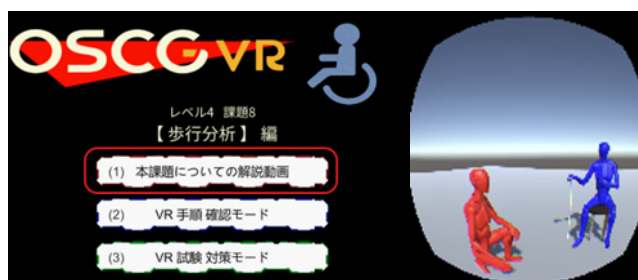 OSCG-VR
レベル4 課題8
【 歩行分析 】 編
(1) 本課題についての解説動画
(2) VR 手順 確認モード
(3) VR 試験 対策モード